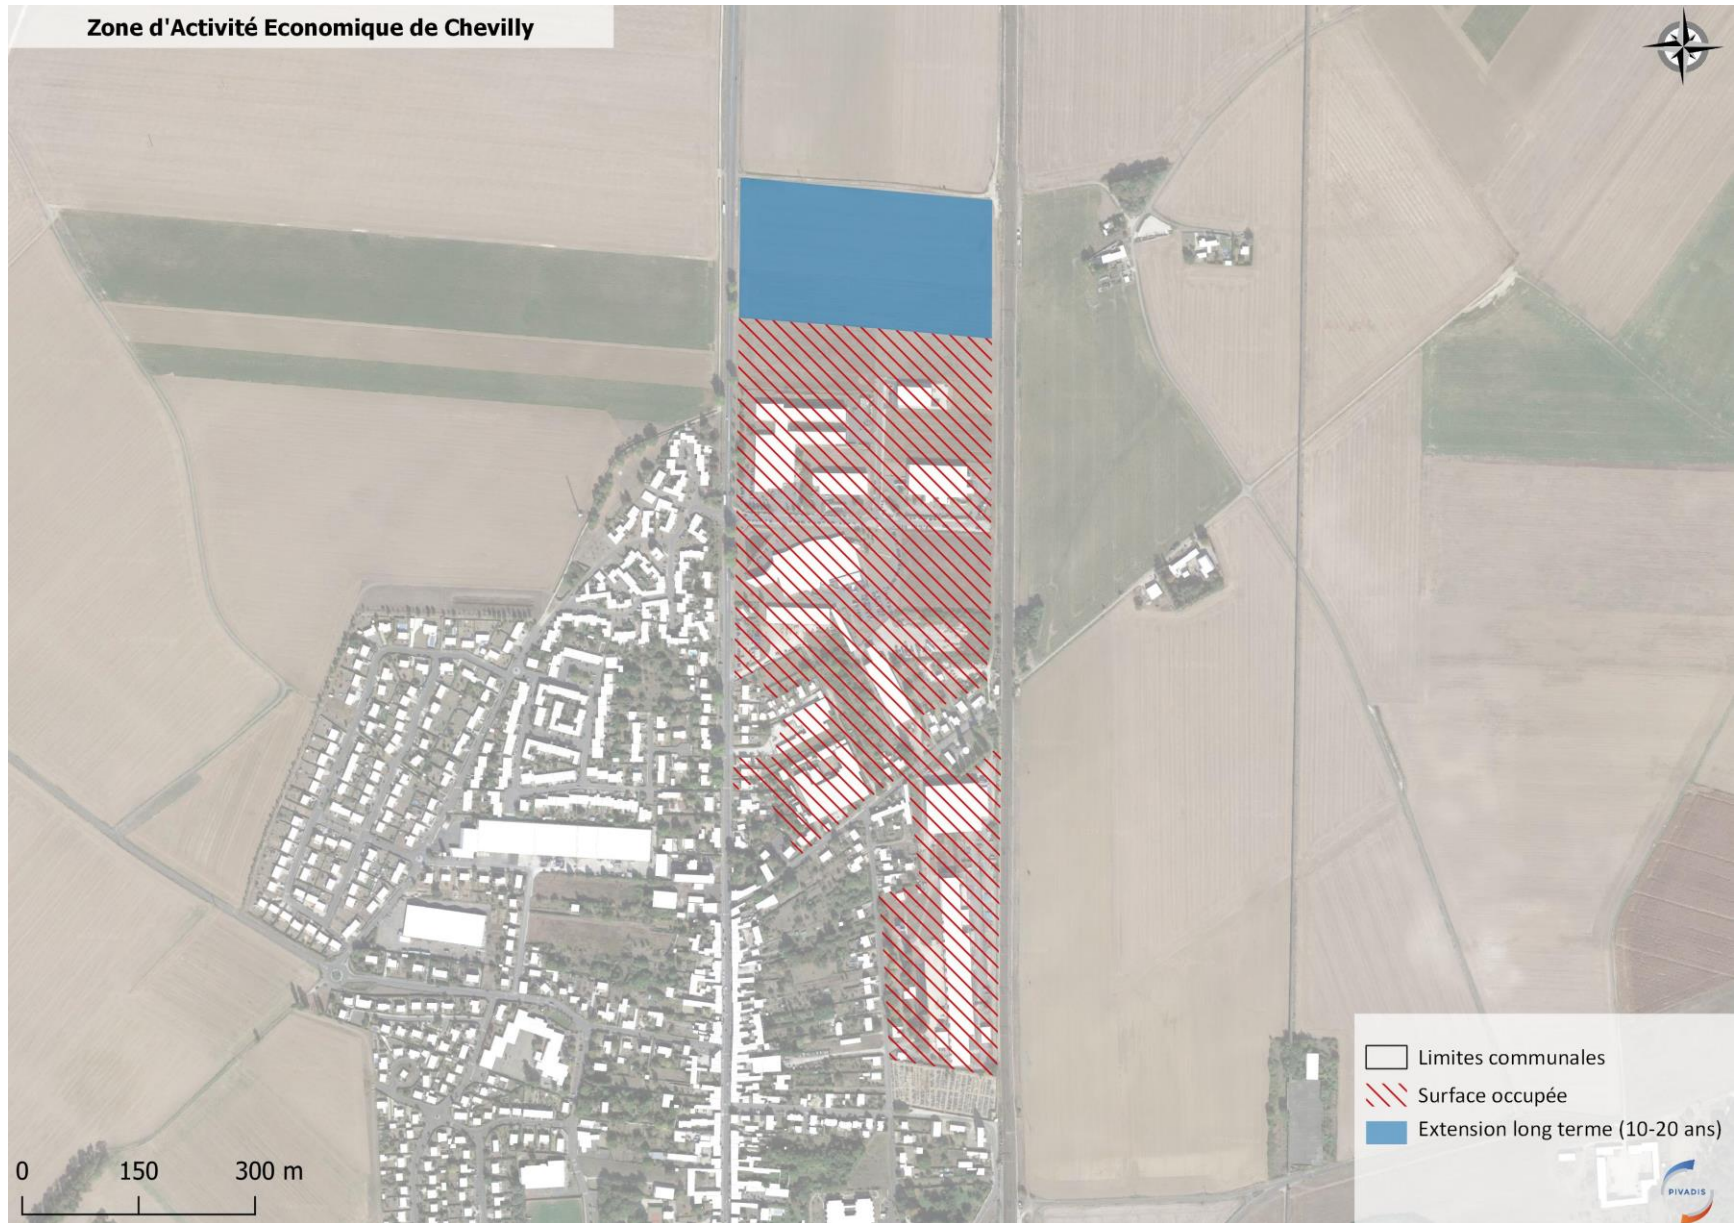 Zone d'Activité Economique de Chevilly
Limites communales
Surface occupée
Extension long terme (10-20 ans)
0 150 300 m
PIVADIS